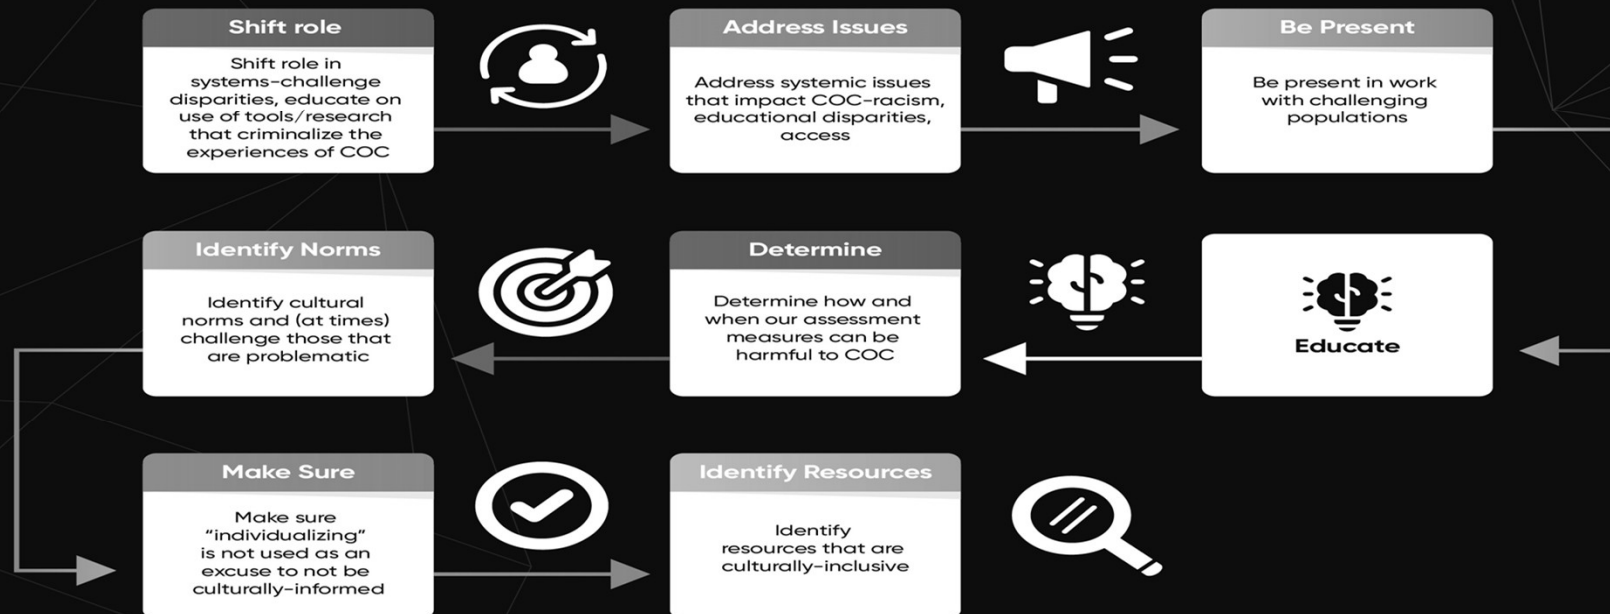 Shift role
Shift role in
systems-challenge
disparities, educate on
use of tools/research
that criminalize the
experiences of COC
Address Issues
Address systemic issues
that impact COC-racism,
educational disparities,
access
Be Present
Be present in work
with challenging
populations
Educate
Determine
Determine how and
when our assessment
measures can be
harmful to COC
Identify Norms
Identify cultural
norms and (at times)
challenge those that
are problematic
Make Sure
Make sure
“individualizing”
is not used as an
excuse to not be
culturally-informed
Identify Resources
Identify
resources that are
culturally-inclusive